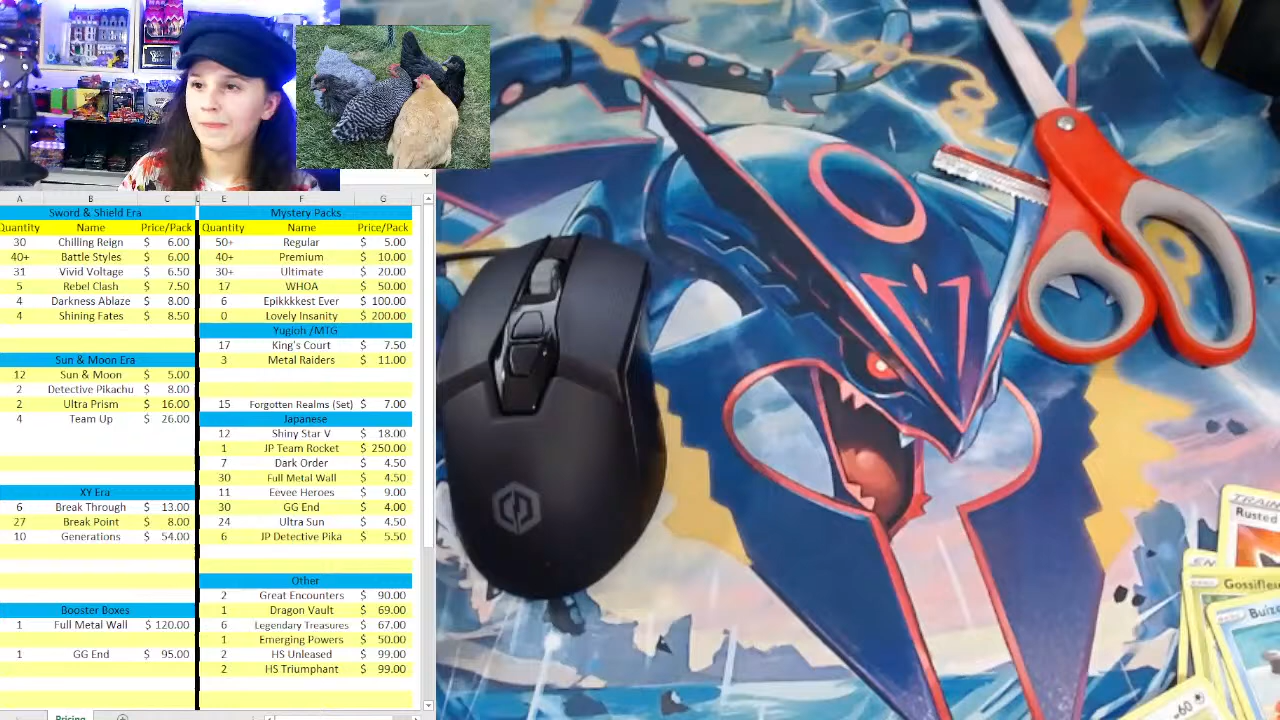 A B C E F G
Sword & Shield Era
Quantity Name Price/Pack
30 Chilling Reign $ 6.00
40+ Battle Styles $ 6.00
31 Vivid Voltage $ 6.50
5 Rebel Clash $ 7.50
4 Darkness Ablaze $ 8.00
4 Shining Fates $ 8.50
Sun & Moon Era
12 Sun & Moon $ 5.00
2 Detective Pikachu $ 8.00
2 Ultra Prism $ 16.00
4 Team Up $ 26.00
XY Era
6 Break Through $ 13.00
27 Break Point $ 8.00
10 Generations $ 54.00
Booster Boxes
1 Full Metal Wall $ 120.00
1 GG End $ 95.00
Pricing
Mystery Packs
Quantity Name Price/Pack
50+ Regular $ 5.00
40+ Premium $ 10.00
30+ Ultimate $ 20.00
17 WHOA $ 50.00
6 Epikkkkest Ever $ 100.00
0 Lovely Insanity $ 200.00
Yugioh /MTG
17 King's Court $ 7.50
3 Metal Raiders $ 11.00
15 Forgotten Realms (Set) $ 7.00
Japanese
12 Shiny Star V $ 18.00
1 JP Team Rocket $ 250.00
7 Dark Order $ 4.50
30 Full Metal Wall $ 4.50
11 Eevee Heroes $ 9.00
30 GG End $ 4.00
24 Ultra Sun $ 4.50
6 JP Detective Pika $ 5.50
Other
2 Great Encounters $ 90.00
1 Dragon Vault $ 69.00
6 Legendary Treasures $ 67.00
1 Emerging Powers $ 50.00
2 HS Unleased $ 99.00
2 HS Triumphant $ 99.00
TRAIN
Rusted
Gossifleu
Buiz
60